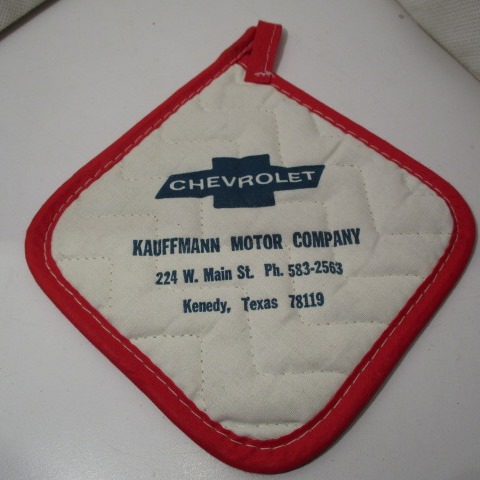 CHEVROLET
KAUFFMANN MOTOR COMPANY
224 W. Main St. Ph. 583-2563
Kenedy, Texas 78119